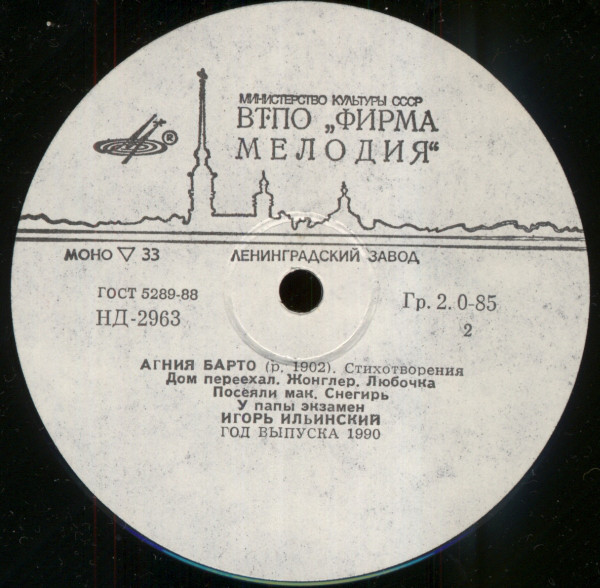 МИНИСТЕРСТВО КУЛЬТУРЫ СССР
ВТПО „ФИРМА
МЕЛОДИЯ“
®
МОНО ▽ 33
ЛЕНИНГРАДСКИЙ ЗАВОД
ГОСТ 5289-88
НД-2963
Гр. 2. 0-85
2
АГНИЯ БАРТО (р. 1902). Стихотворения
Дом переехал. Жонглер. Любочка
Посеяли мак. Снегирь
У папы экзамен
ИГОРЬ ИЛЬИНСКИЙ
ГОД ВЫПУСКА 1990